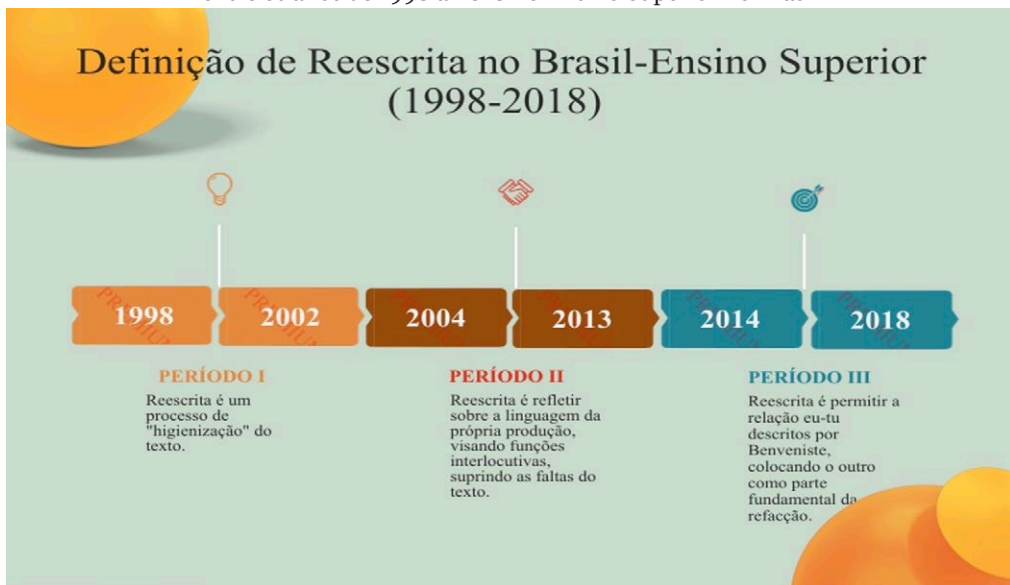 Definição de Reescrita no Brasil-Ensino Superior
(1998-2018)
1998
2002
2004
2013
2014
2018
PERÍODO I
Reescrita é um
processo de
"higienização" do
texto.
PERÍODO II
Reescrita é refletir
sobre a linguagem da
própria produção,
visando funções
interlocutivas,
suprindo as faltas do
texto.
PERÍODO III
Reescrita é permitir a
relação eu-tu
descritos por
Benveniste,
colocando o outro
como parte
fundamental da
refacção.